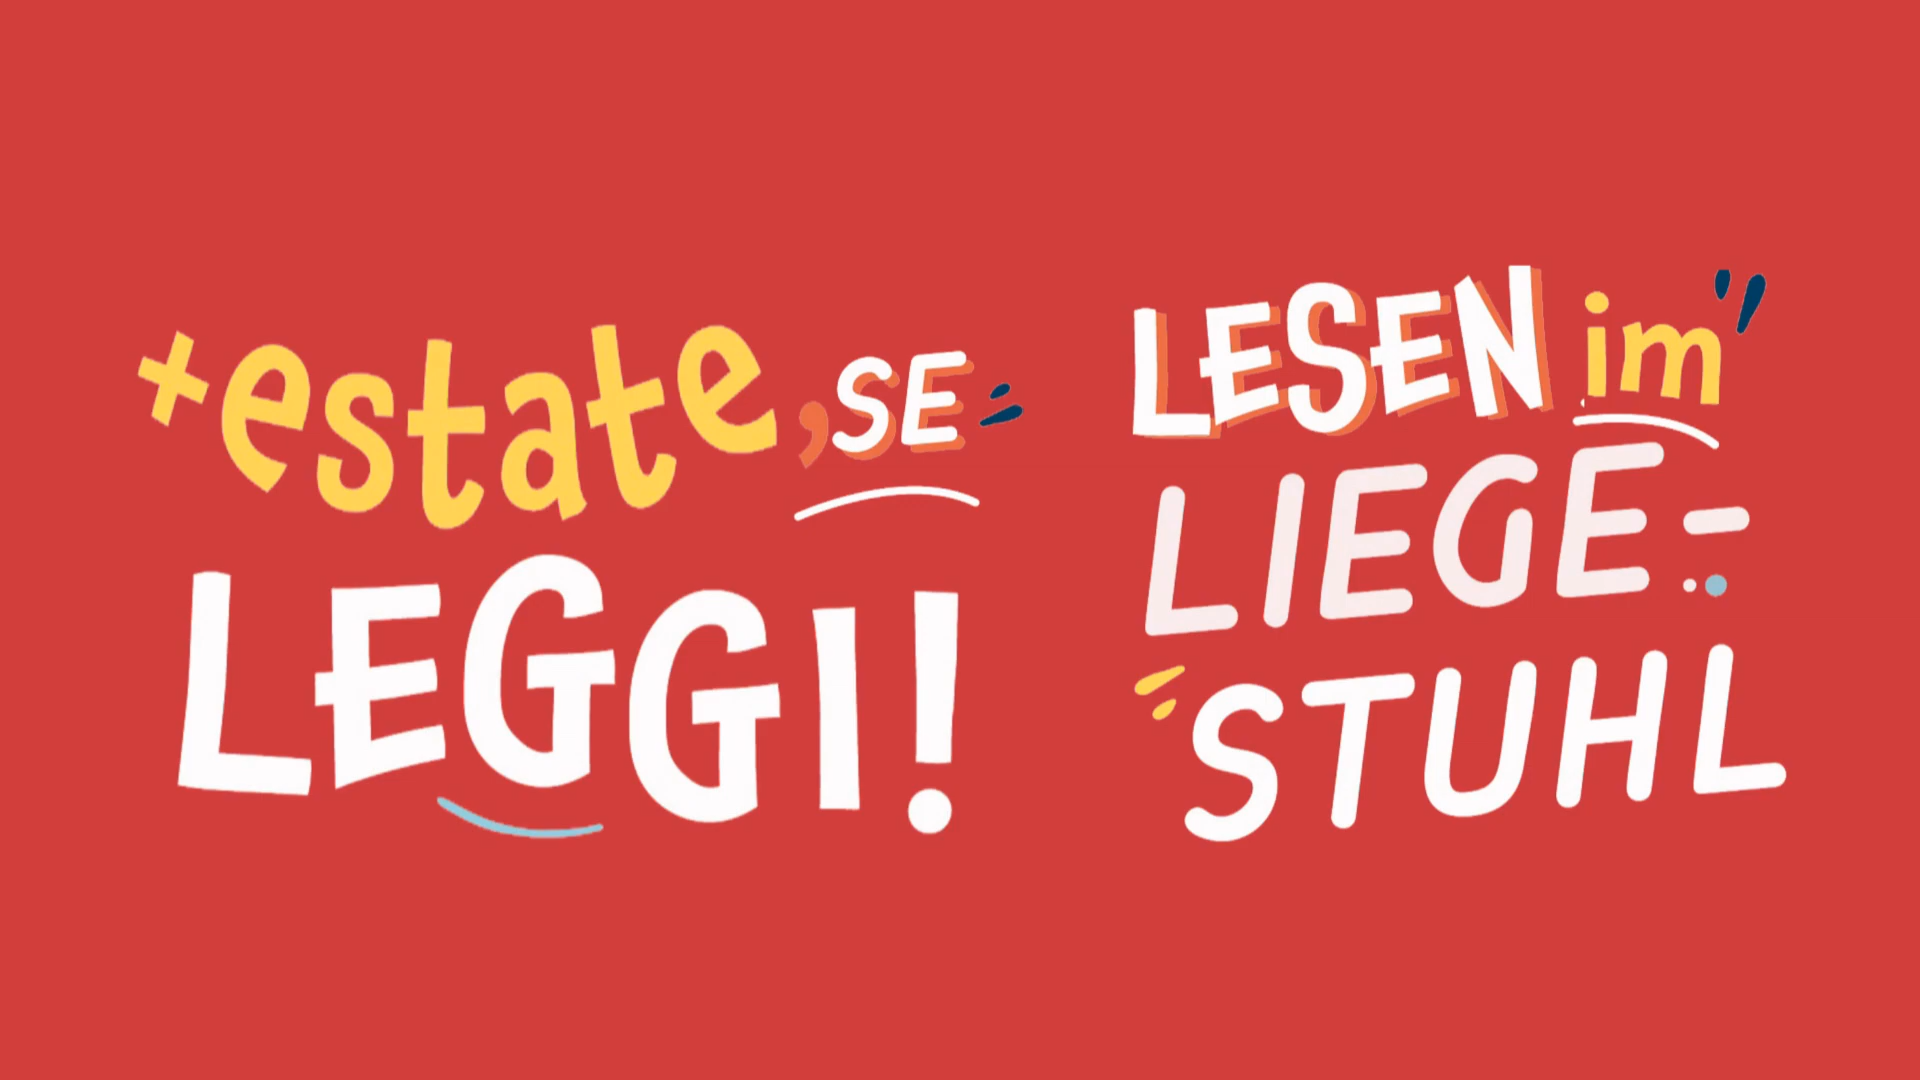 +estate, SE
LEGGI!
LESEN im
LIEGE-
STUHL